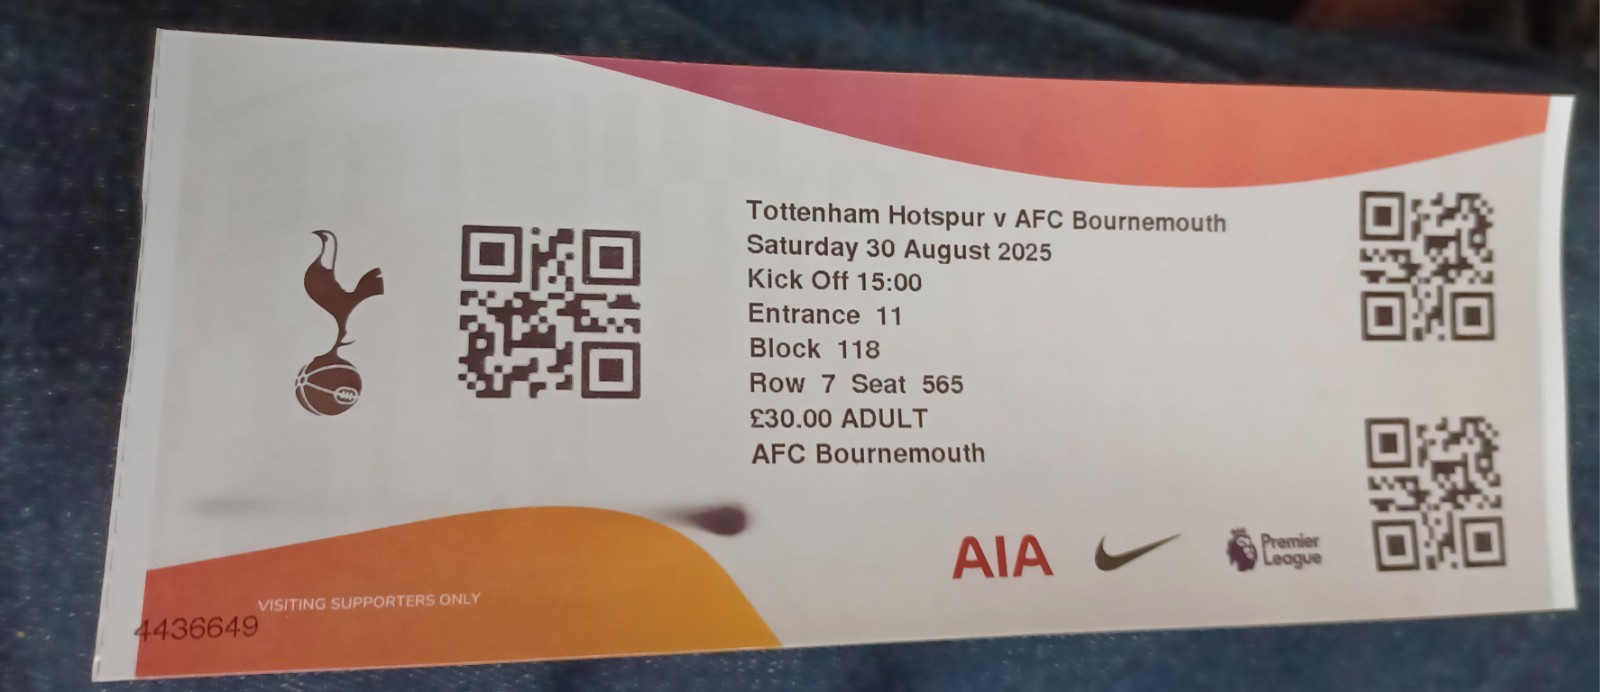 Tottenham Hotspur v AFC Bournemouth
Saturday 30 August 2025
Kick Off 15:00
Entrance 11
Block 118
Row 7 Seat 565
£30.00 ADULT
AFC Bournemouth
AIA
Premier
League
VISITING SUPPORTERS ONLY
4436649